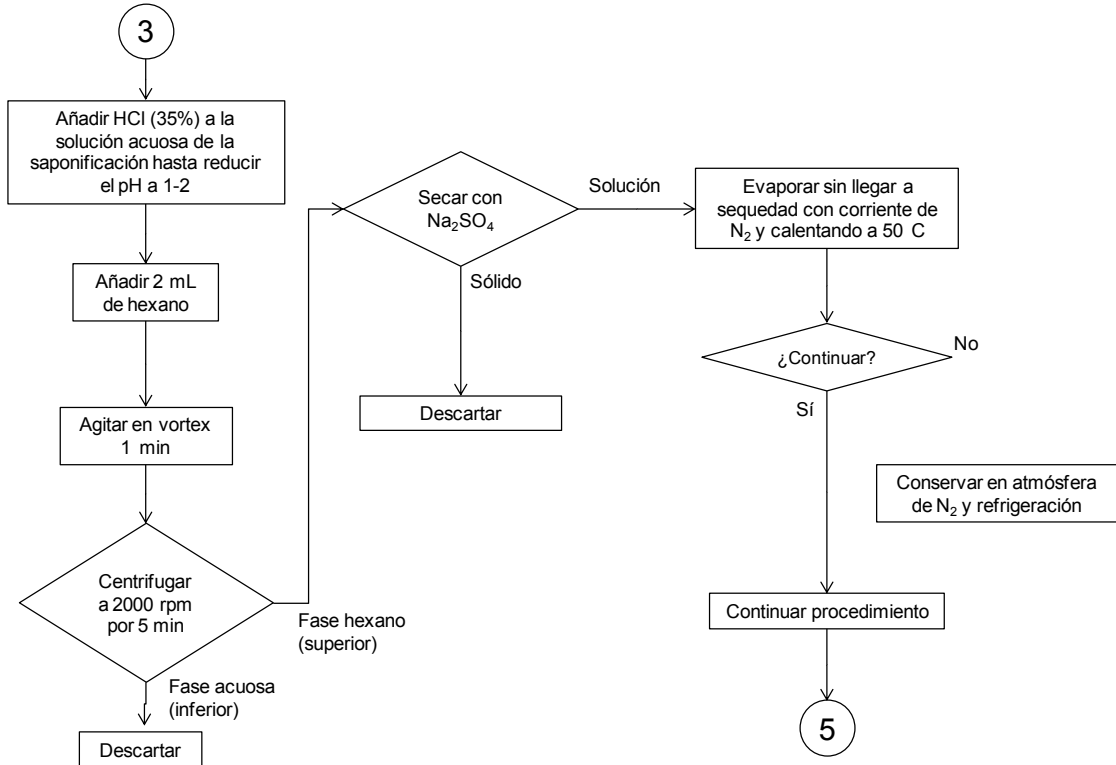 3
Añadir HCl (35%) a la
solución acuosa de la
saponificación hasta reducir
el pH a 1-2
Añadir 2 mL
de hexano
Agitar en vortex
1 min
Centrifugar
a 2000 rpm
por 5 min
Fase hexano
(superior)
Fase acuosa
(inferior)
Descartar
Secar con
Na₂SO₄
Solución
Sólido
Descartar
Evaporar sin llegar a
sequedad con corriente de
N₂ y calentando a 50 C
¿Continuar?
No
Sí
Conservar en atmósfera
de N₂ y refrigeración
Continuar procedimiento
5